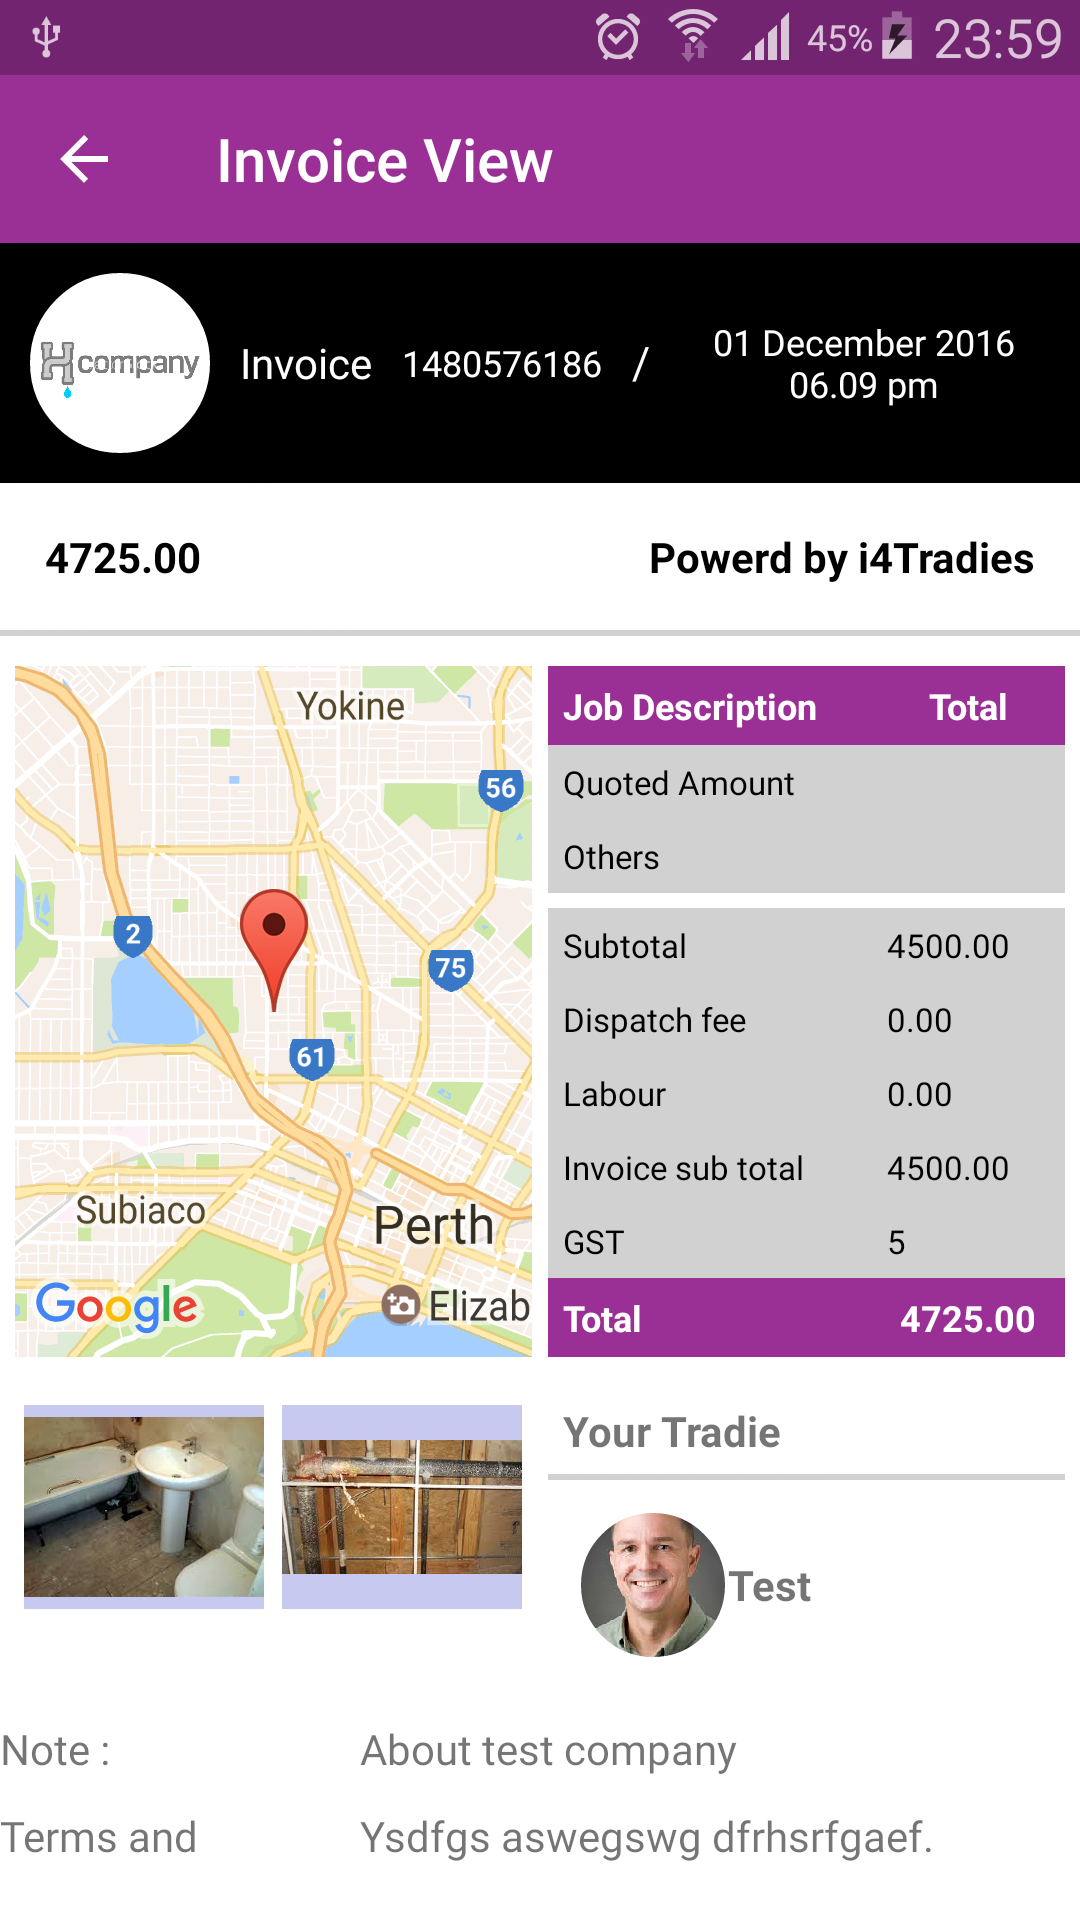 45% 23:59
Invoice View
H company
Invoice 1480576186 / 01 December 2016
06.09 pm
4725.00 Powerd by i4Tradies
Yokine
56
2
75
61
Subiaco
Perth
Google
Elizab
Job Description Total
Quoted Amount
Others
Subtotal 4500.00
Dispatch fee 0.00
Labour 0.00
Invoice sub total 4500.00
GST 5
Total 4725.00
Your Tradie
Test
Note : About test company
Terms and Ysdfgs aswegswg dfrhsrfgaef.